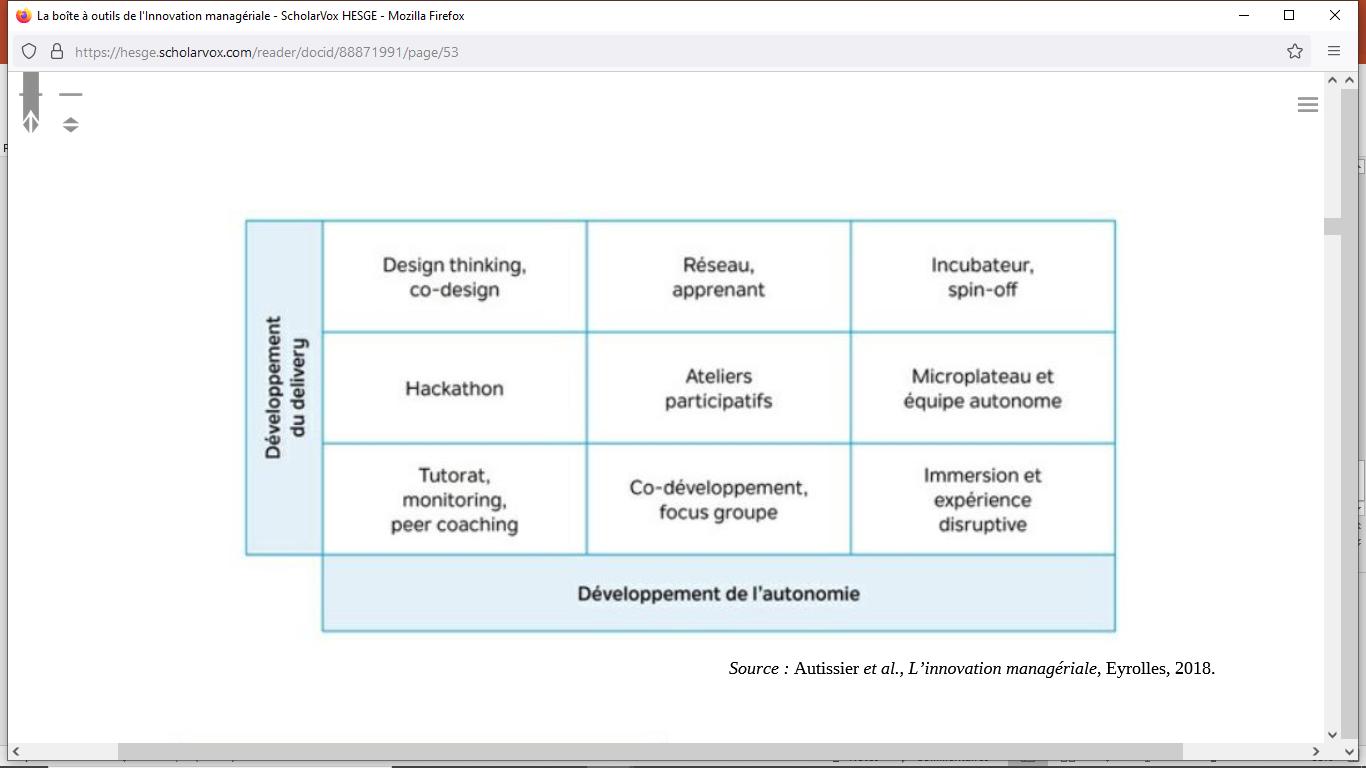 La boîte à outils de l'Innovation managériale - ScholarVox HESGE - Mozilla Firefox
https://hesge.scholarvox.com/reader/docid/88871991/page/53
Design thinking,
co-design
Réseau,
apprenant
Incubateur,
spin-off
Développement
du delivery
Hackathon
Ateliers
participatifs
Microplateau et
équipe autonome
Tutorat,
monitoring,
peer coaching
Co-développement,
focus groupe
Immersion et
expérience
disruptive
Développement de l'autonomie
Source : Autissier et al., L'innovation managériale, Eyrolles, 2018.